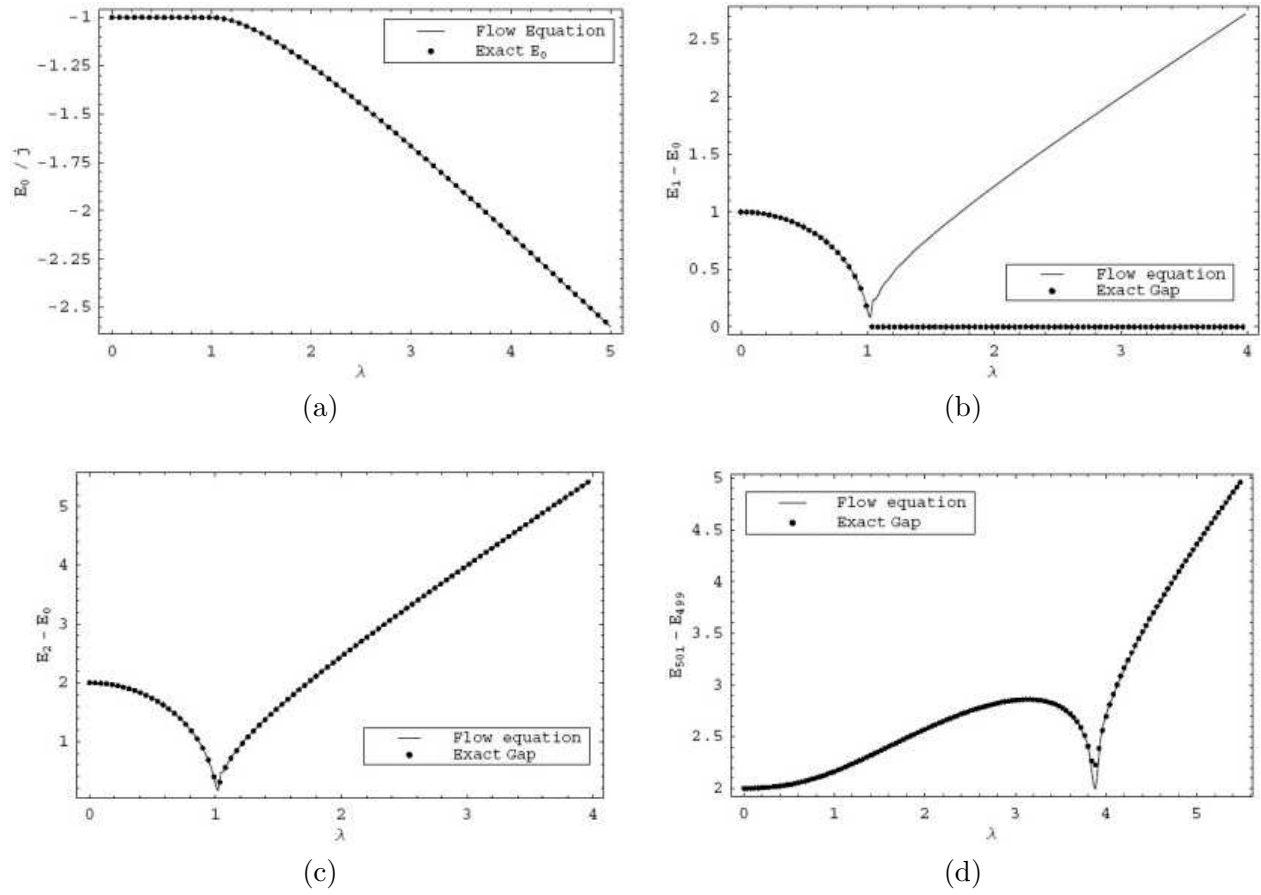 -1
-1.25
-1.5
-1.75
-2
-2.25
-2.5
E₀ / j
Flow Equation
Exact E₀
0 1 2 3 4 5
λ
(a)
2.5
2
1.5
1
0.5
0
E₁ - E₀
Flow equation
Exact Gap
0 1 2 3 4
λ
(b)
5
4
3
2
1
E₂ - E₀
Flow equation
Exact Gap
0 1 2 3 4
λ
(c)
5
4.5
4
3.5
3
2.5
2
E₅₀₁ - E₄₉₉
Flow equation
Exact Gap
0 1 2 3 4 5
λ
(d)